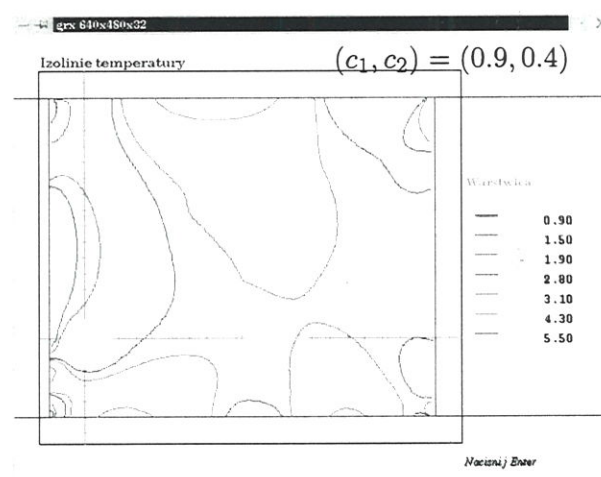 grx 640x480x32
Izolinie temperatury
(c₁, c₂) = (0.9, 0.4)
Warstwica
0.90
1.50
1.90
2.80
3.10
4.30
5.50
Nacisnij Enter